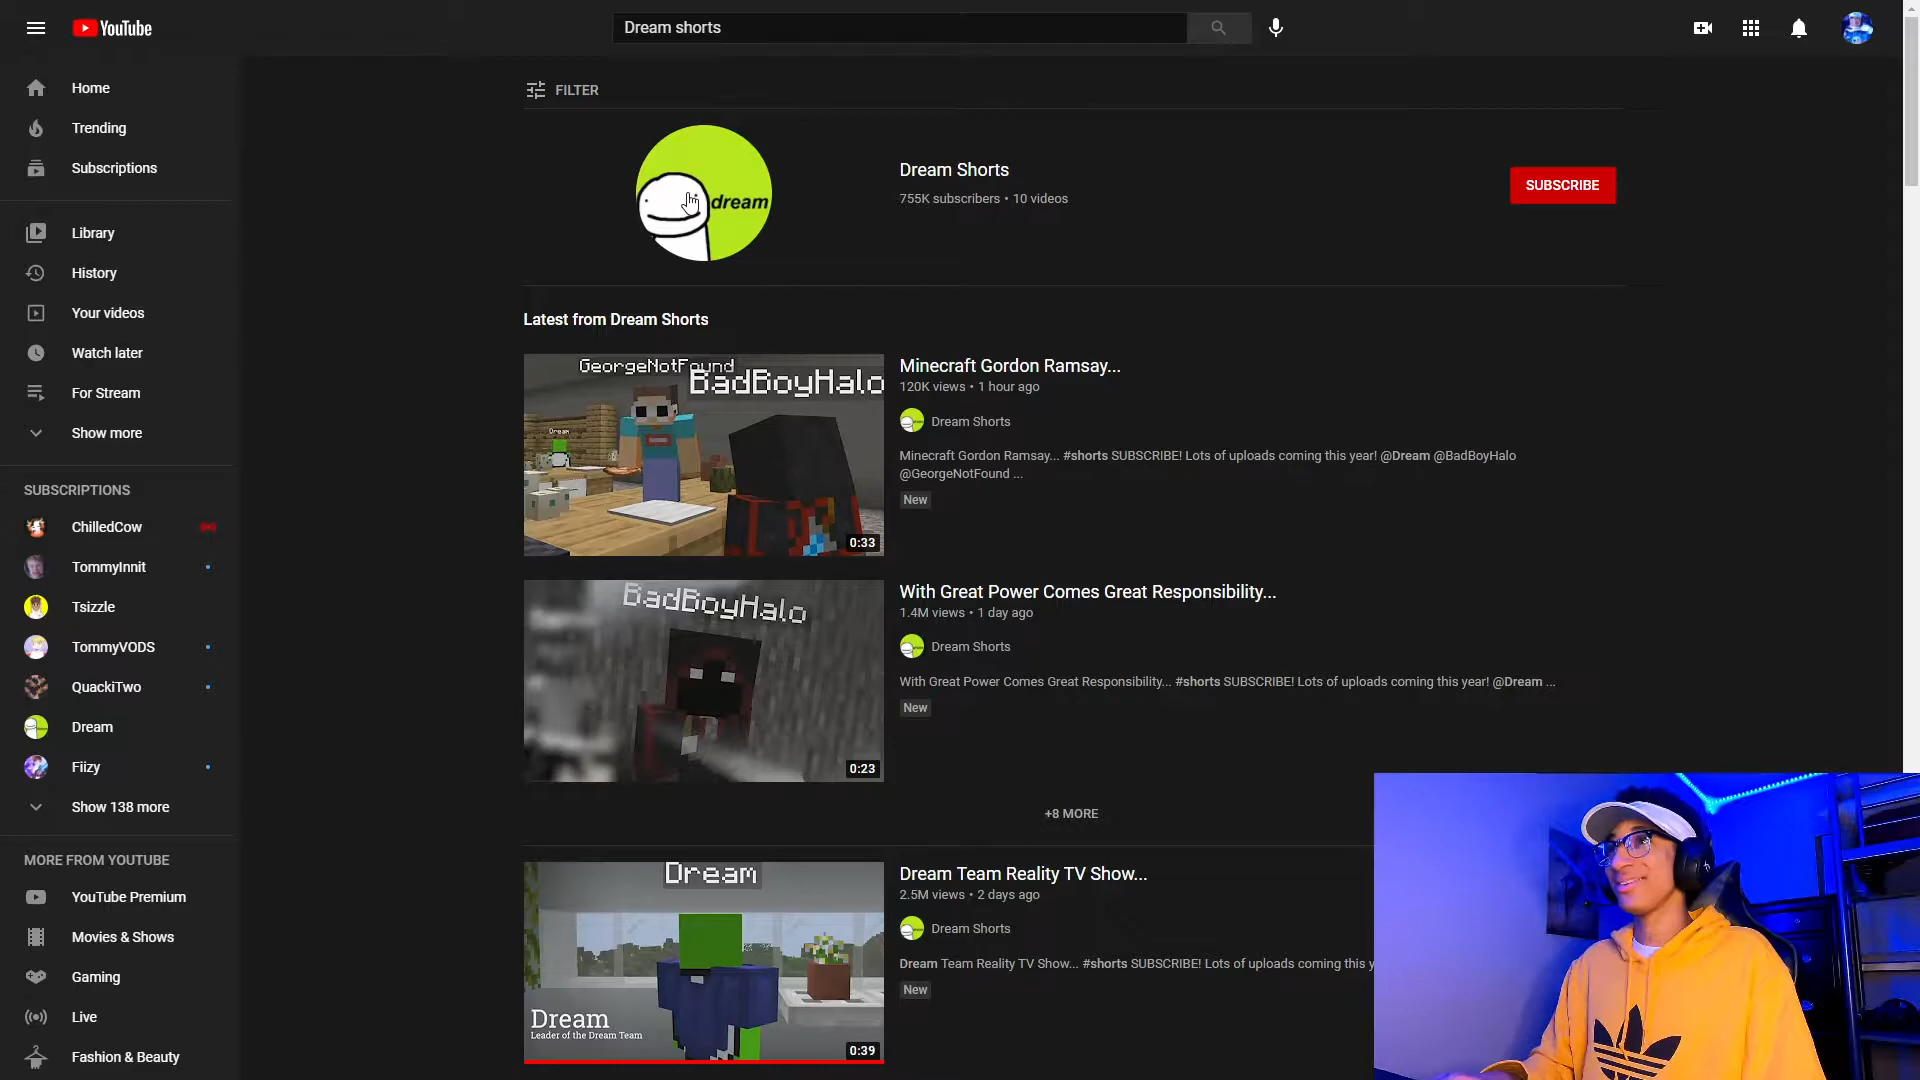 YouTube
Dream shorts
Home
Trending
Subscriptions
Library
History
Your videos
Watch later
For Stream
Show more
SUBSCRIPTIONS
ChilledCow
TommyInnit
Tsizzle
TommyVODS
QuackiTwo
Dream
Fiizy
Show 138 more
MORE FROM YOUTUBE
YouTube Premium
Movies & Shows
Gaming
Live
Fashion & Beauty
FILTER
dream
Dream Shorts
755K subscribers • 10 videos
SUBSCRIBE
Latest from Dream Shorts
GeorgeNotFound
BadBoyHalo
Dream
0:33
Minecraft Gordon Ramsay...
120K views • 1 hour ago
Dream Shorts
Minecraft Gordon Ramsay... #shorts SUBSCRIBE! Lots of uploads coming this year! @Dream @BadBoyHalo
@GeorgeNotFound ...
New
BadBoyHalo
0:23
With Great Power Comes Great Responsibility...
1.4M views • 1 day ago
Dream Shorts
With Great Power Comes Great Responsibility... #shorts SUBSCRIBE! Lots of uploads coming this year! @Dream ...
New
+8 MORE
Dream
Dream
Leader of the Dream Team
0:39
Dream Team Reality TV Show...
2.5M views • 2 days ago
Dream Shorts
Dream Team Reality TV Show... #shorts SUBSCRIBE! Lots of uploads coming this y
New